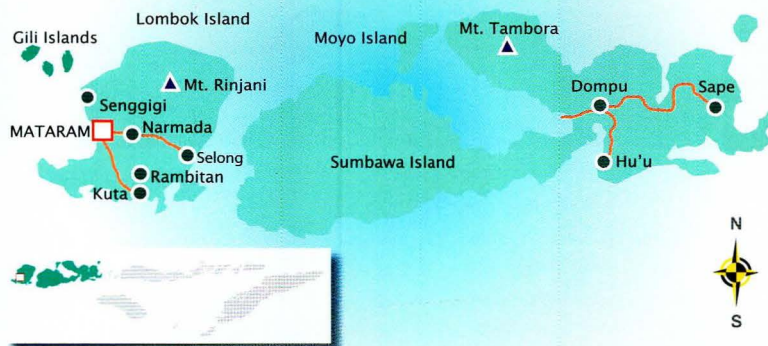 Lombok Island
Gili Islands
Moyo Island
Mt. Tambora
Mt. Rinjani
Dompu
Sape
Senggigi
MATARAM
Narmada
Selong
Sumbawa Island
Hu'u
Rambitan
Kuta
N
S